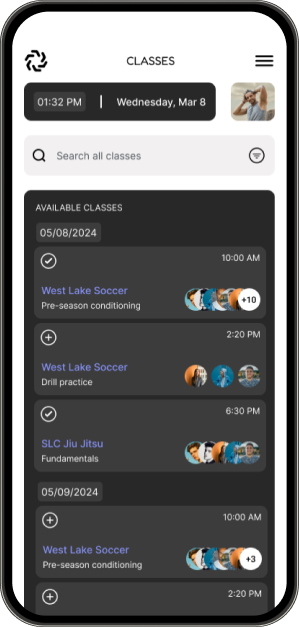 CLASSES
01:32 PM Wednesday, Mar 8
Search all classes
AVAILABLE CLASSES
05/08/2024
10:00 AM
West Lake Soccer
Pre-season conditioning
+10
2:20 PM
West Lake Soccer
Drill practice
6:30 PM
SLC Jiu Jitsu
Fundamentals
05/09/2024
10:00 AM
West Lake Soccer
Pre-season conditioning
+3
2:20 PM